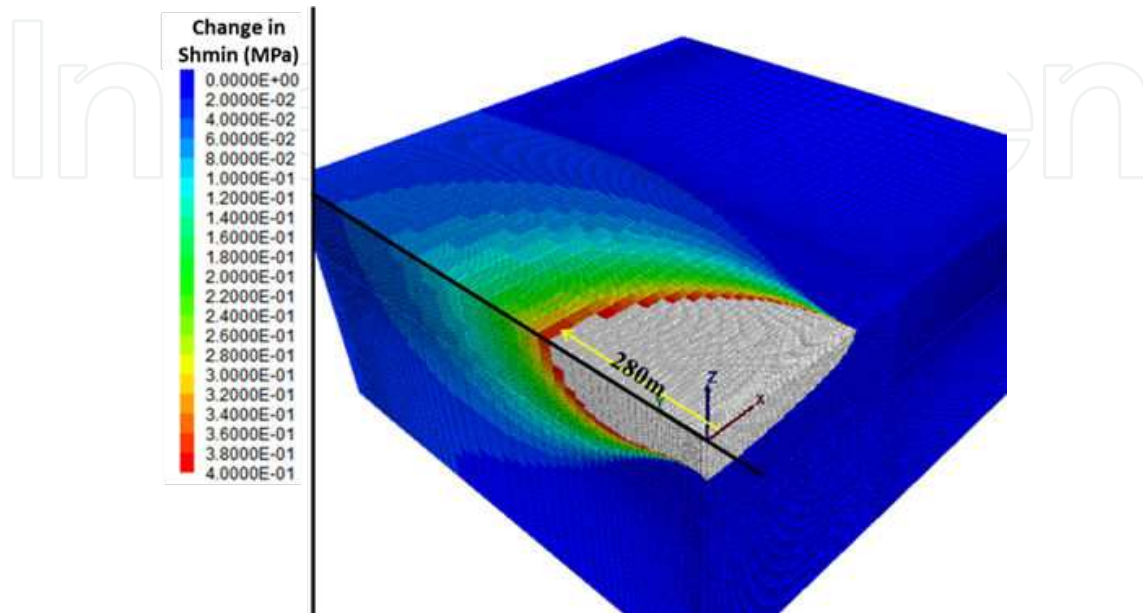 In
en
Change in
Shmin (MPa)
0.0000E+00
2.0000E-02
4.0000E-02
6.0000E-02
8.0000E-02
1.0000E-01
1.2000E-01
1.4000E-01
1.6000E-01
1.8000E-01
2.0000E-01
2.2000E-01
2.4000E-01
2.6000E-01
2.8000E-01
3.0000E-01
3.2000E-01
3.4000E-01
3.6000E-01
3.8000E-01
4.0000E-01
280m
Z
X
Y